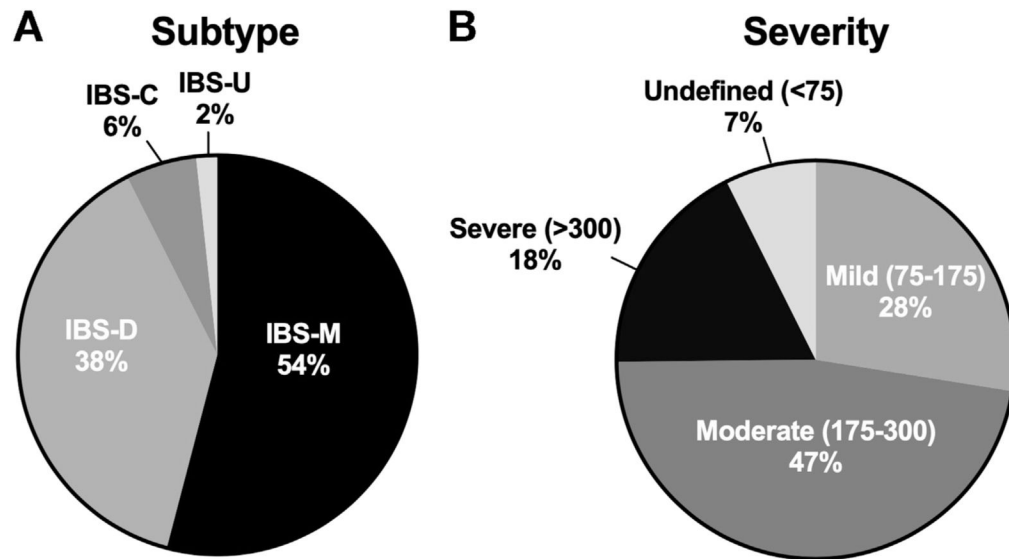 A
Subtype
IBS-C
6%
IBS-U
2%
IBS-D
38%
IBS-M
54%
B
Severity
Undefined (<75)
7%
Severe (>300)
18%
Mild (75-175)
28%
Moderate (175-300)
47%